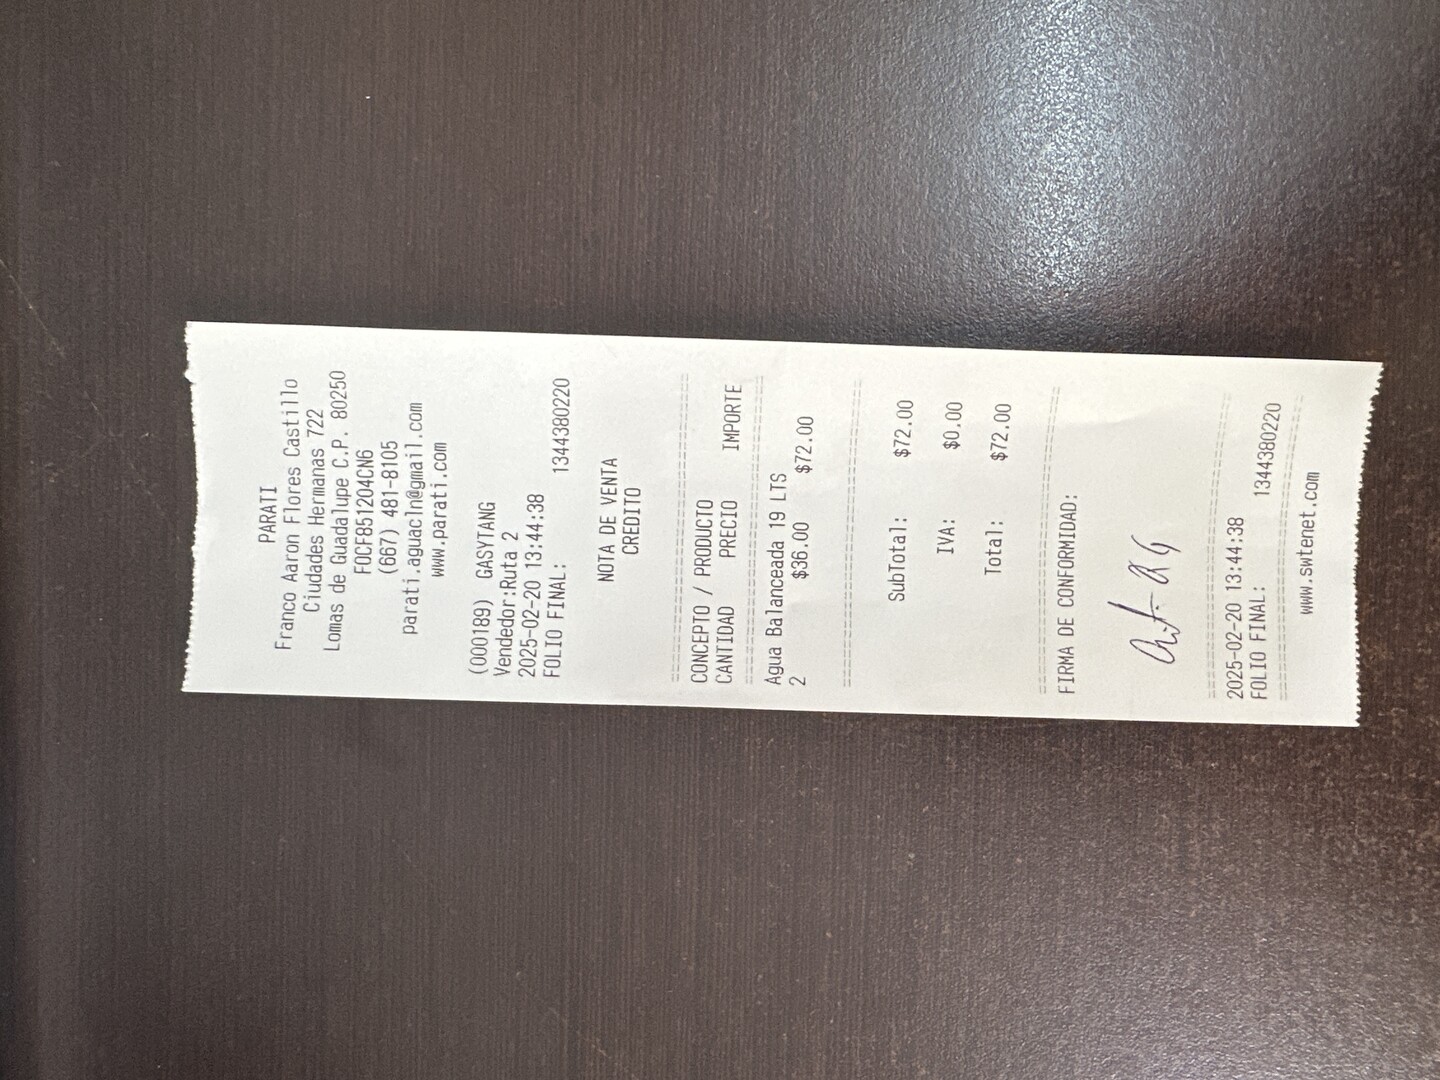 PARATI
Franco Aaron Flores Castillo
Ciudades Hermanas 722
Lomas de Guadalupe C.P. 80250
FOCF851204CN6
(667) 481-8105
parati.aguacln@gmail.com
www.parati.com
(000189) GASYTANG
Vendedor:Ruta 2
2025-02-20 13:44:38
FOLIO FINAL: 1344380220
NOTA DE VENTA
CREDITO
CONCEPTO / PRODUCTO
CANTIDAD PRECIO IMPORTE
Agua Balanceada 19 LTS
2 $36.00 $72.00
SubTotal: $72.00
IVA: $0.00
Total: $72.00
FIRMA DE CONFORMIDAD:
2025-02-20 13:44:38
FOLIO FINAL: 1344380220
www.swtenet.com